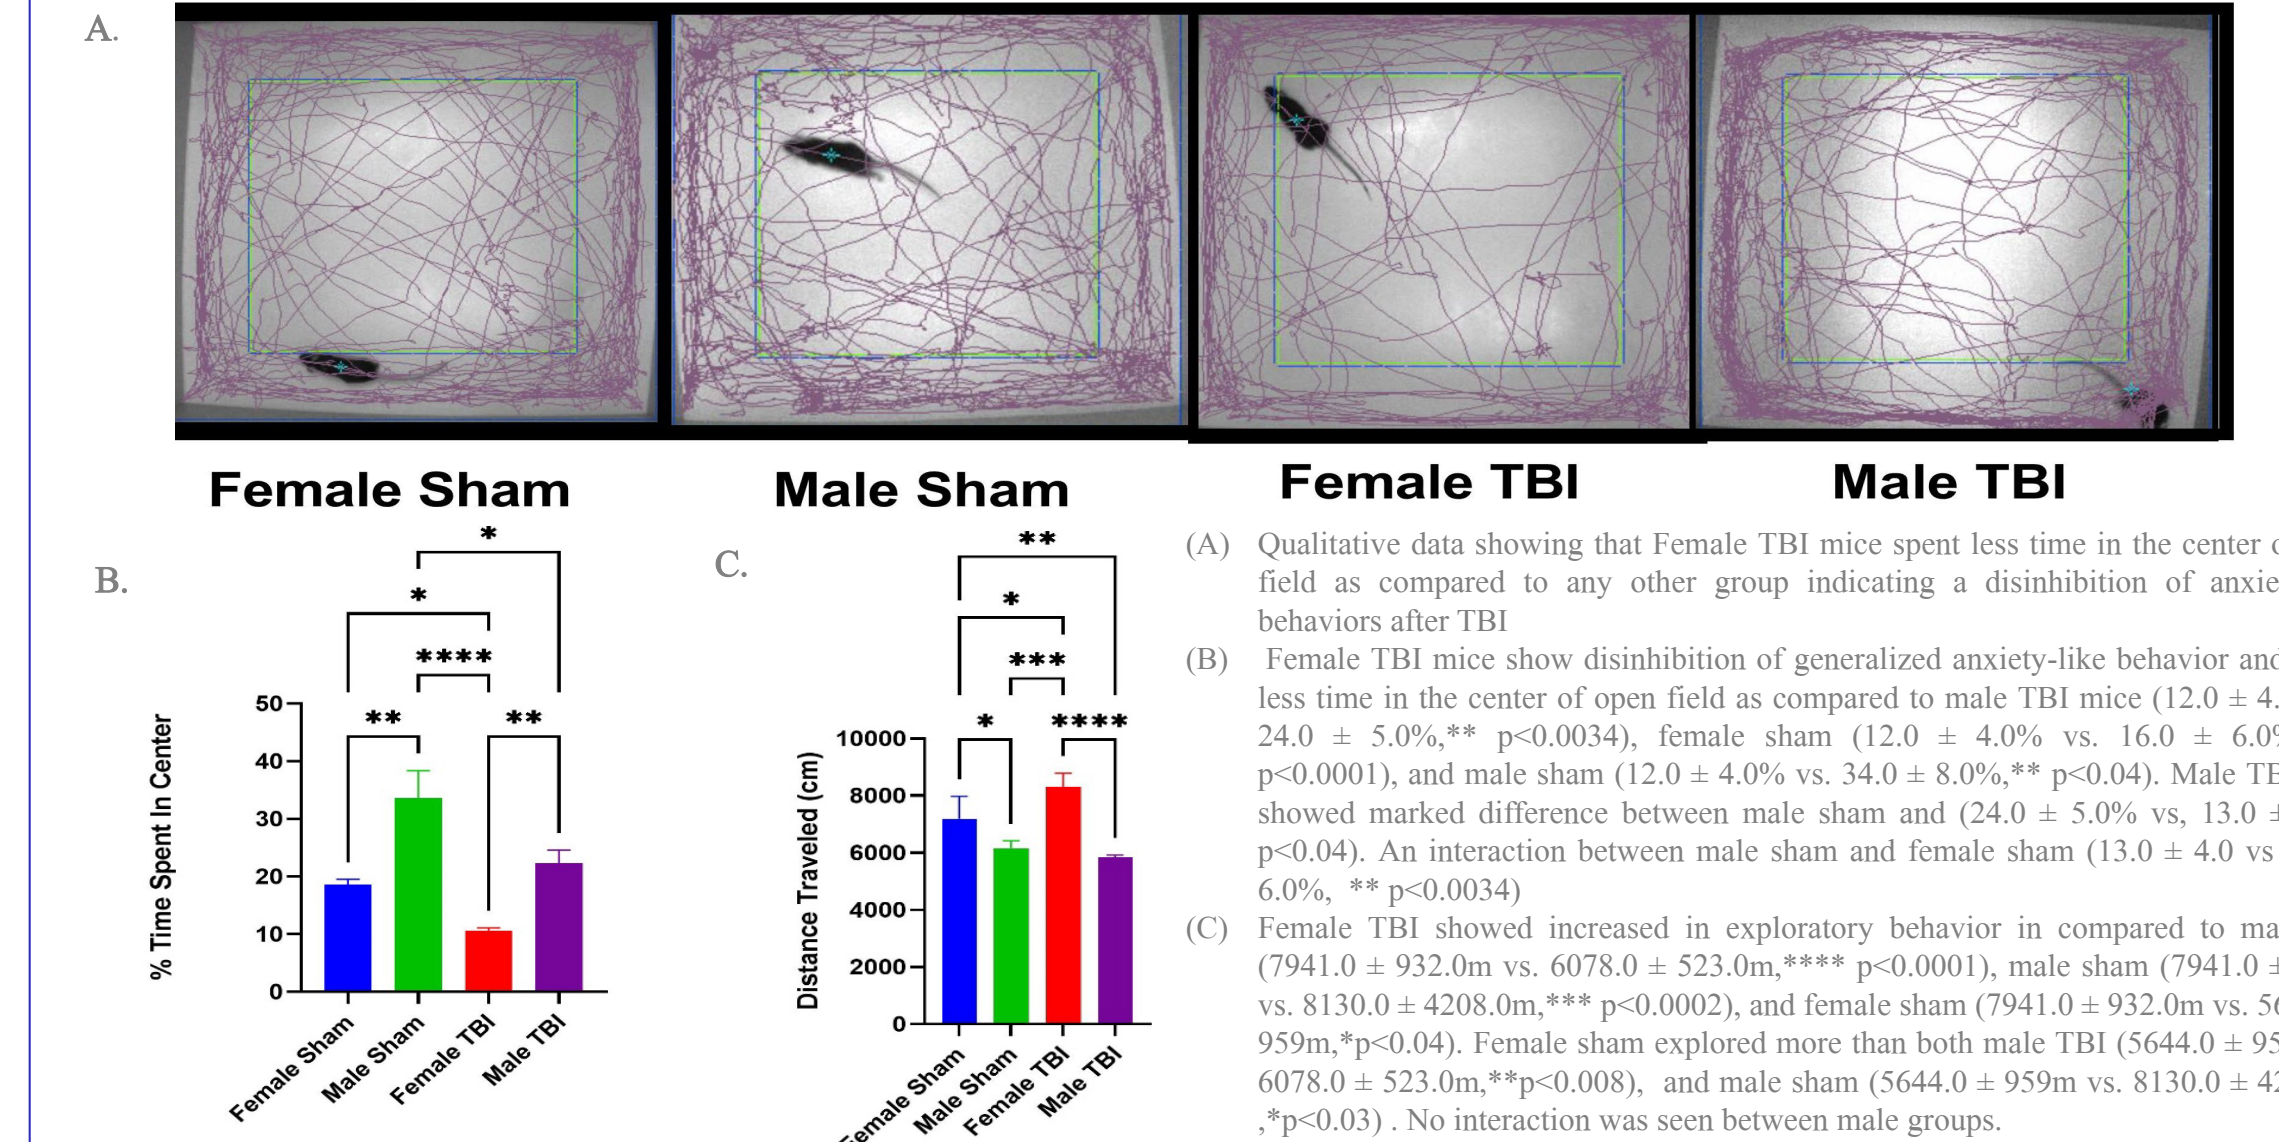 A.
Female Sham
Male Sham
Female TBI
Male TBI
B.
*
*
****
**
**
50
40
30
20
10
0
% Time Spent In Center
Female Sham
Male Sham
Female TBI
Male TBI
C.
**
*
***
*
****
10000
8000
6000
4000
2000
0
Distance Traveled (cm)
Female Sham
Male Sham
Female TBI
Male TBI
(A) Qualitative data showing that Female TBI mice spent less time in the center
field as compared to any other group indicating a disinhibition of
behaviors after TBI
(B) Female TBI mice show disinhibition of generalized anxiety-like behavior and
less time in the center of open field as compared to male TBI mice (12.0 ± 4.
24.0 ± 5.0%,** p<0.0034), female sham (12.0 ± 4.0% vs. 16.0 ± 6.0%
p<0.0001), and male sham (12.0 ± 4.0% vs. 34.0 ± 8.0%,** p<0.04). Male
showed marked difference between male sham and (24.0 ± 5.0% vs, 13.0 ±
p<0.04). An interaction between male sham and female sham (13.0 ± 4.0 vs
6.0%, ** p<0.0034)
(C) Female TBI showed increased in exploratory behavior in compared to
(7941.0 ± 932.0m vs. 6078.0 ± 523.0m,**** p<0.0001), male sham (7941.0 ±
vs. 8130.0 ± 4208.0m,*** p<0.0002), and female sham (7941.0 ± 932.0m vs.
959m,*p<0.04). Female sham explored more than both male TBI (5644.0 ±
6078.0 ± 523.0m,**p<0.008), and male sham (5644.0 ± 959m vs. 8130.0 ±
,*p<0.03) . No interaction was seen between male groups.